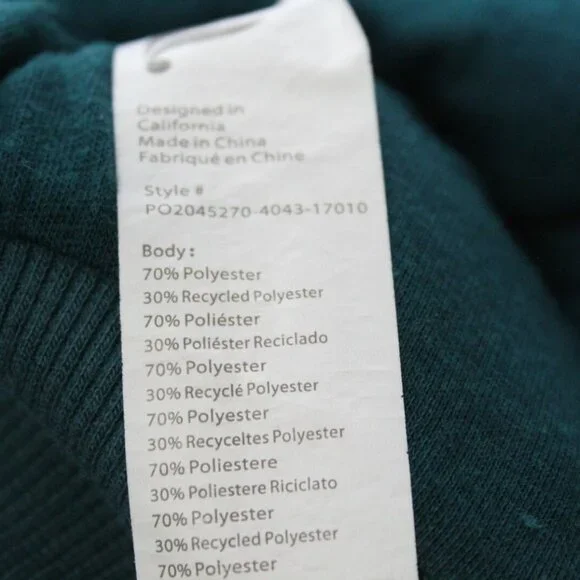 Designed in
California
Made in China
Fabriqué en Chine
Style #
PO2045270-4043-17010
Body:
70% Polyester
30% Recycled Polyester
70% Poliéster
30% Poliéster Reciclado
70% Polyester
30% Recyclé Polyester
70% Polyester
30% Recyceltes Polyester
70% Poliestere
30% Poliestere Riciclato
70% Polyester
30% Recycled Polyester
70% Polyester